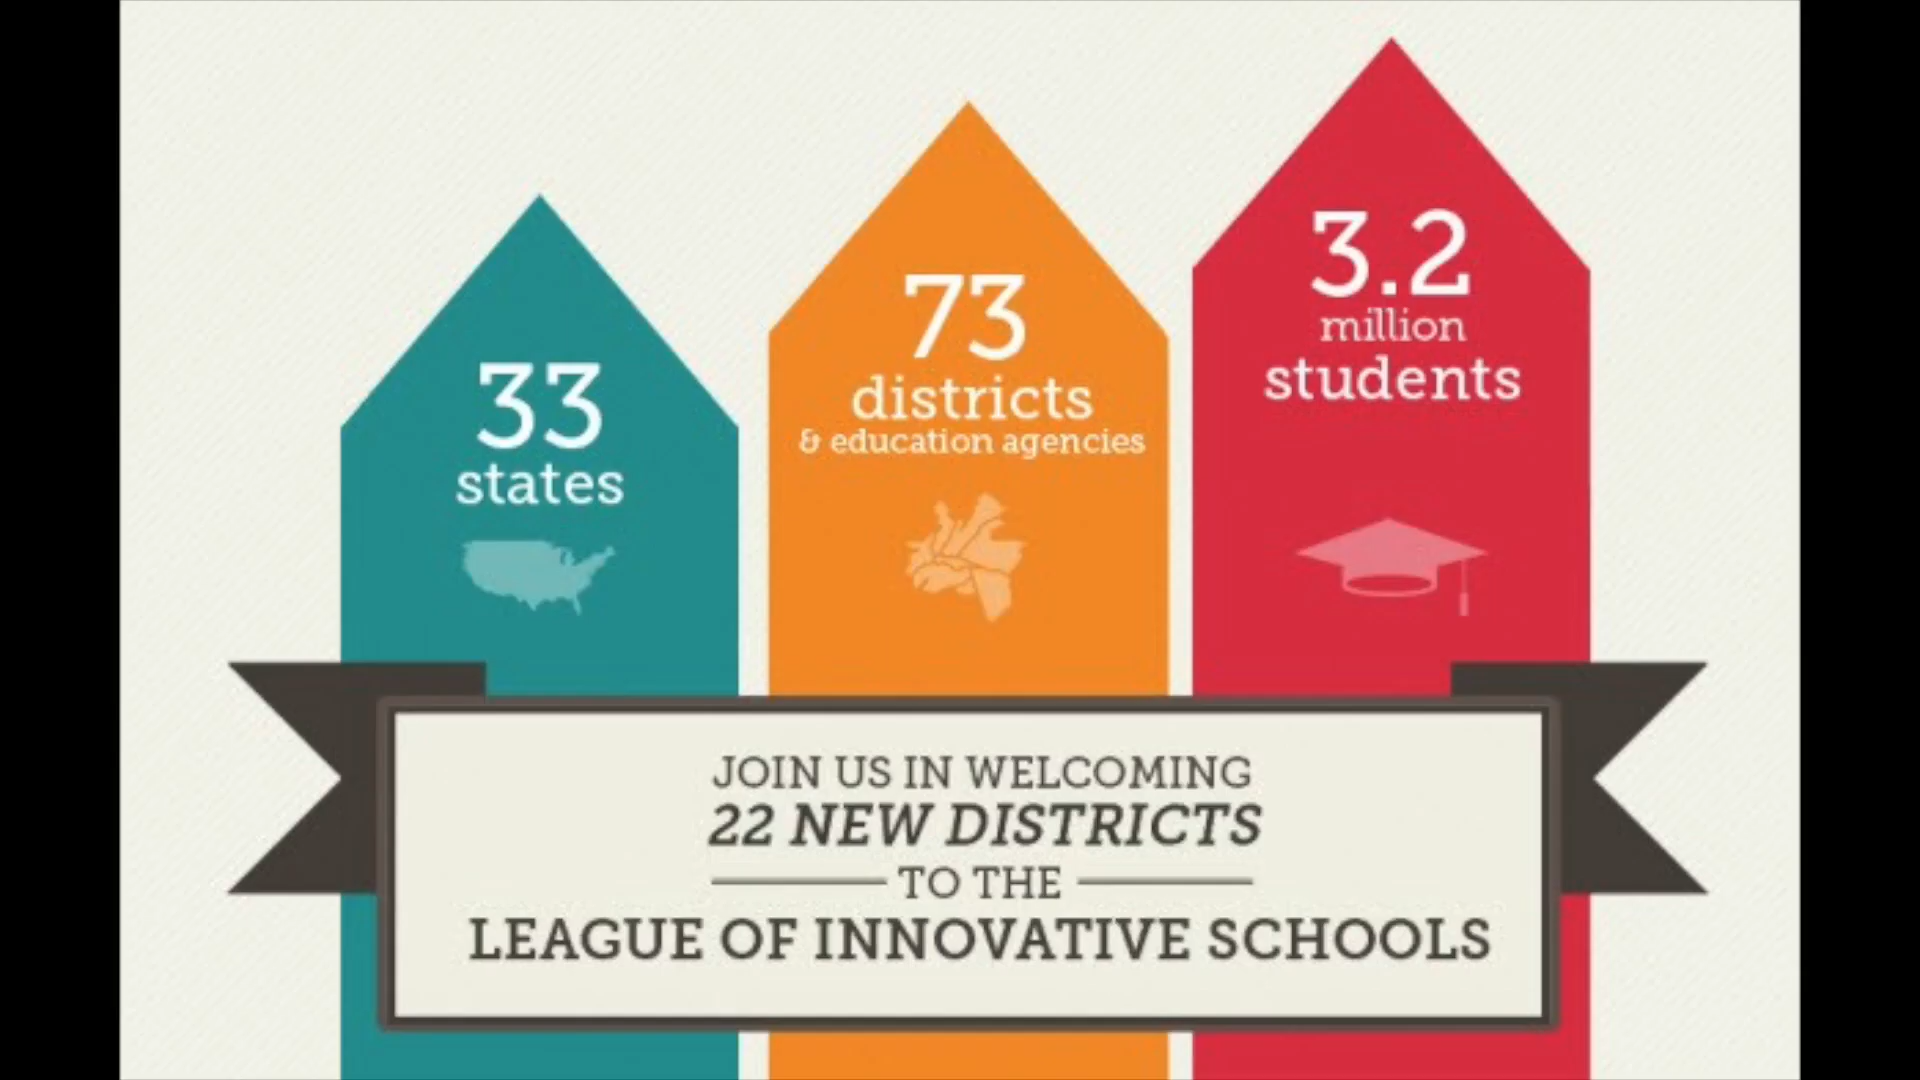 33
states
73
districts
& education agencies
3.2
million
students
JOIN US IN WELCOMING
22 NEW DISTRICTS
TO THE
LEAGUE OF INNOVATIVE SCHOOLS